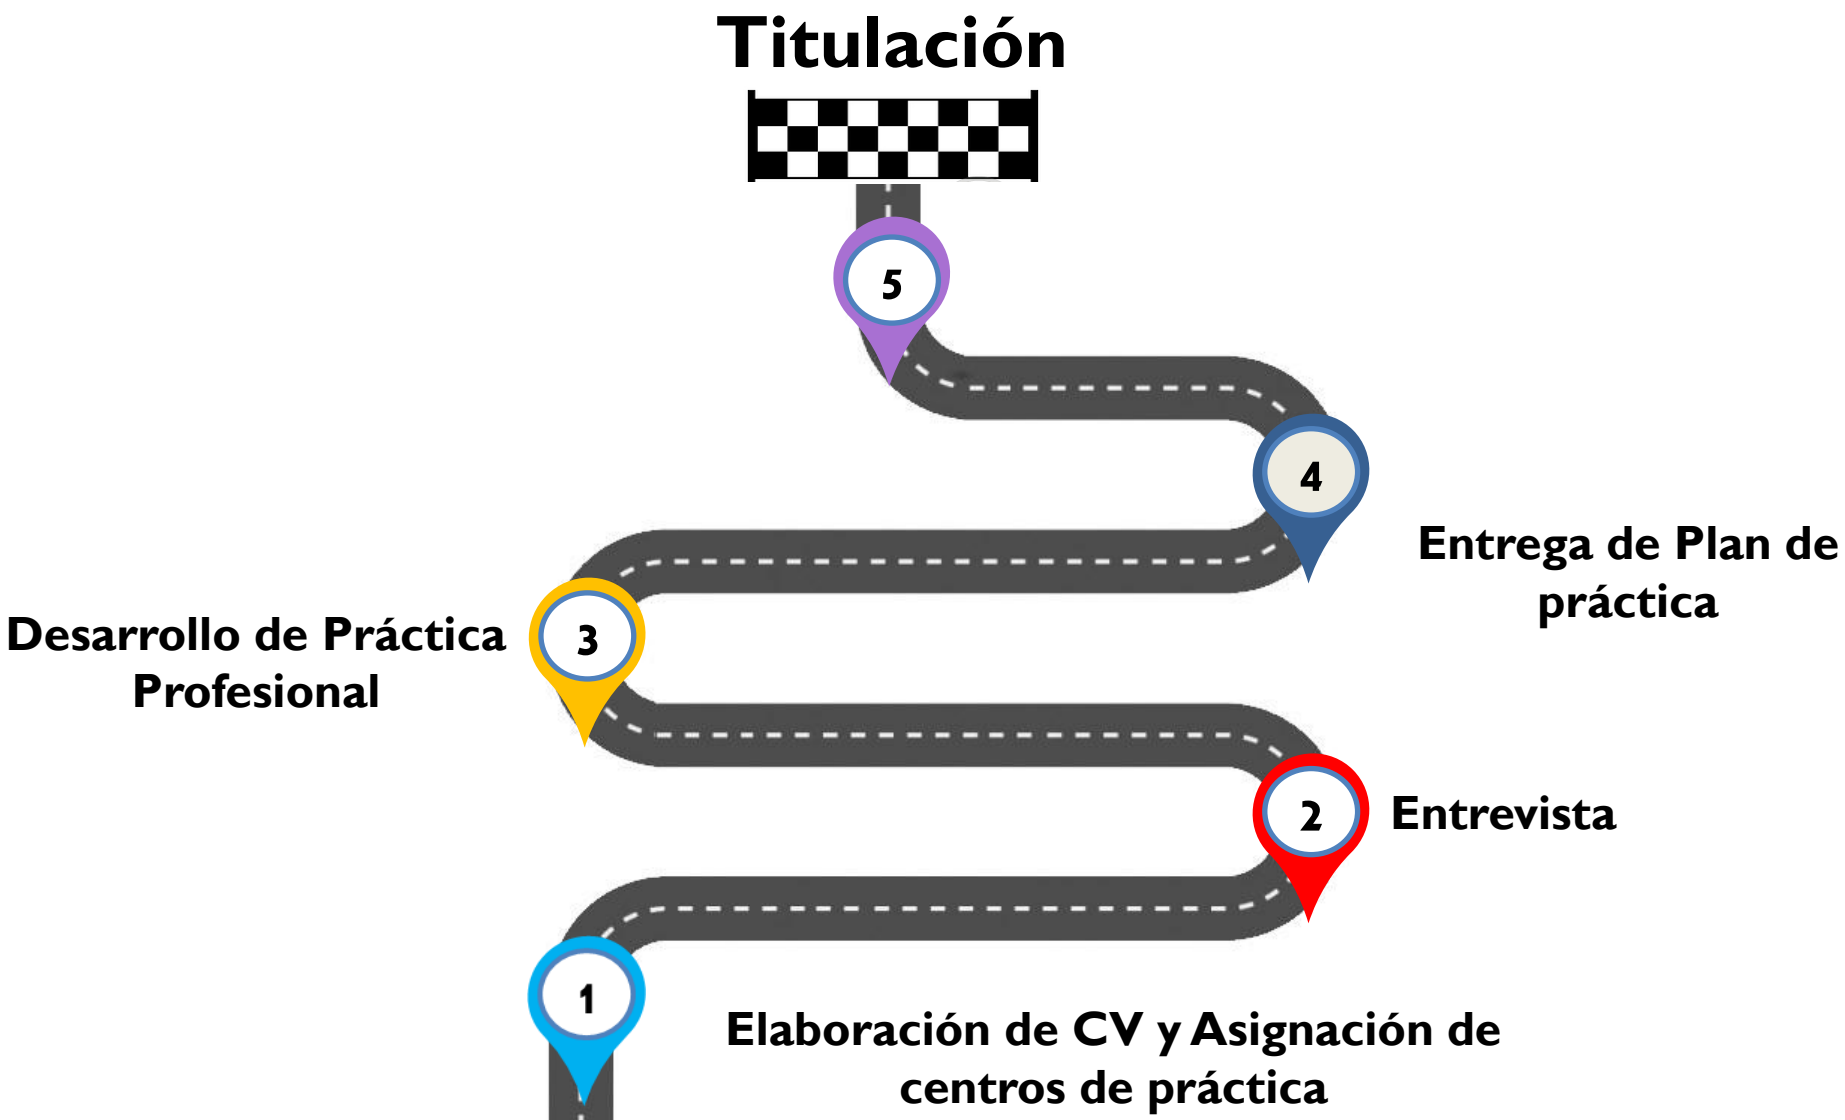 Titulación
5
4
Entrega de Plan de
práctica
3
Desarrollo de Práctica
Profesional
2
Entrevista
1
Elaboración de CV y Asignación de
centros de práctica